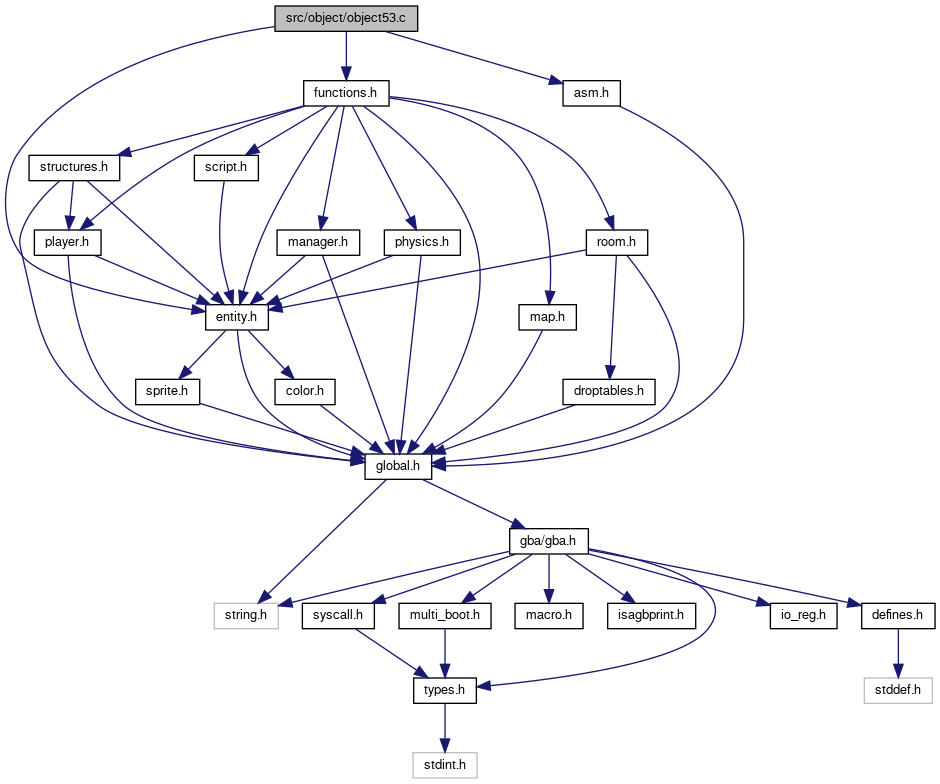 src/object/object53.c
functions.h
asm.h
structures.h
script.h
player.h
manager.h
physics.h
room.h
entity.h
map.h
sprite.h
color.h
droptables.h
global.h
gba/gba.h
string.h
syscall.h
multi_boot.h
macro.h
isagbprint.h
io_reg.h
defines.h
types.h
stddef.h
stdint.h